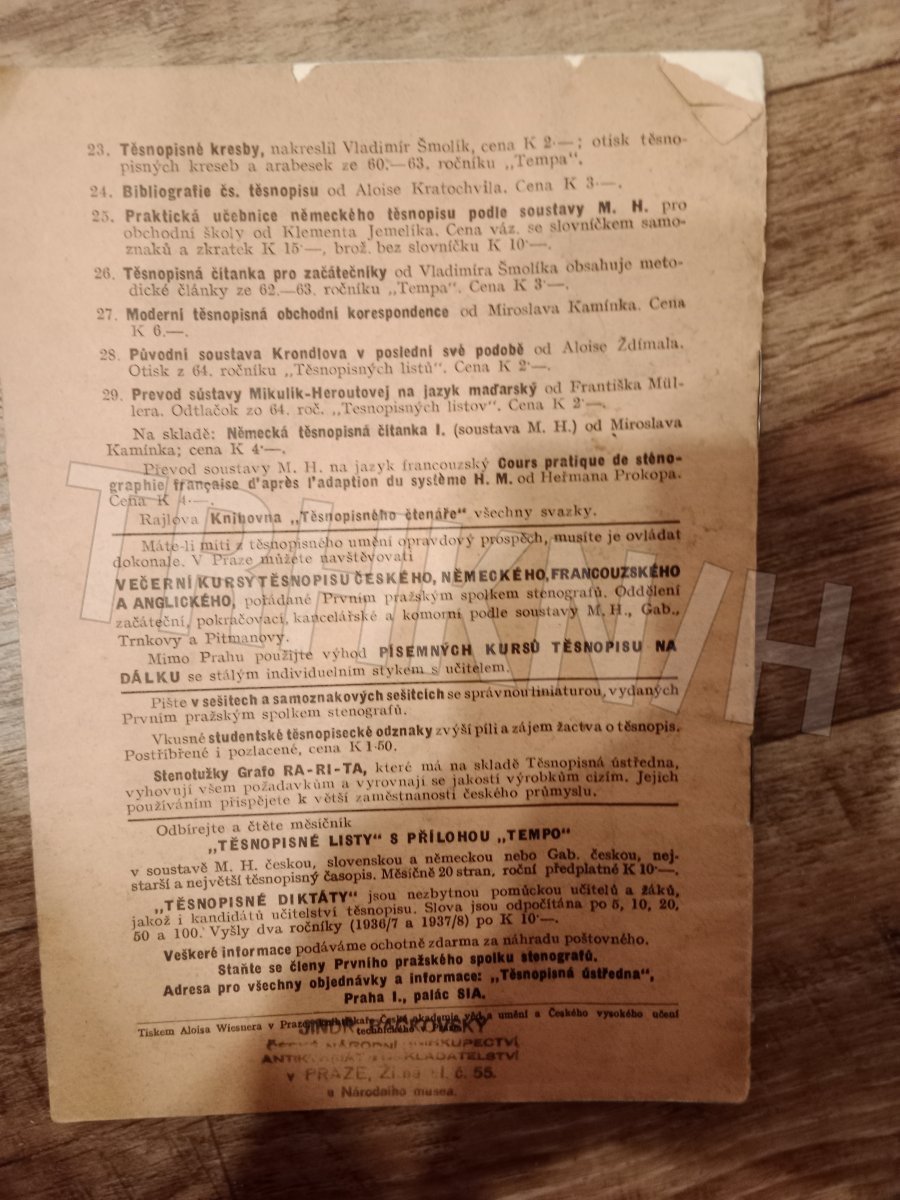 23. Těsnopisné kresby, nakreslil Vladimír Šmolík, cena K 2·—; otisk těsno-
pisných kreseb a arabesek ze 60.—63. ročníku „Tempa“.
24. Bibliografie čs. těsnopisu od Aloise Kratochvíla. Cena K 3·—.
25. Praktická učebnice německého těsnopisu podle soustavy M. H. pro
obchodní školy od Klementa Jemelíka. Cena váz. se slovníčkem samo-
znaků a zkratek K 15·—, brož. bez slovníčku K 10·—.
26. Těsnopisná čítanka pro začátečníky od Vladimíra Šmolíka obsahuje meto-
dické články ze 62.—63. ročníku „Tempa“. Cena K 3·—.
27. Moderní těsnopisná obchodní korespondence od Miroslava Kamínka. Cena
K 6.—.
28. Původní soustava Krondlova v poslední své podobě od Aloise Ždímala.
Otisk z 64. ročníku „Těsnopisných listů“. Cena K 2·—.
29. Prevod sústavy Mikulík-Heroutovej na jazyk maďarský od Františka Mül-
lera. Odtlačok zo 64. roč. „Tesnopisných listov“. Cena K 2·—.
Na skladě: Německá těsnopisná čítanka I. (soustava M. H.) od Miroslava
Kamínka; cena K 4·—.
Převod soustavy M. H. na jazyk francouzský Cours pratique de sténo-
graphie française d'après l'adaption du système H. M. od Heřmana Prokopa.
Cena K 4·—.
Rajlova Knihovna „Těsnopisného čtenáře“ všechny svazky.
Máte-li míti z těsnopisného umění opravdový prospěch, musíte je ovládat
dokonale. V Praze můžete navštěvovati
VEČERNÍ KURSY TĚSNOPISU ČESKÉHO, NĚMECKÉHO, FRANCOUZSKÉHO
A ANGLICKÉHO, pořádané Prvním pražským spolkem stenografů. Oddělení
začáteční, pokračovací, kancelářské a komorní podle soustavy M. H., Gab.,
Trnkovy a Pitmanovy.
Mimo Prahu použijte výhod PÍSEMNÝCH KURSŮ TĚSNOPISU NA
DÁLKU se stálým individuelním stykem s učitelem.
Pište v sešitech a samoznakových sešitcích se správnou liniaturou, vydaných
Prvním pražským spolkem stenografů.
Vkusné studentské těsnopisecké odznaky zvýší píli a zájem žactva o těsnopis.
Postříbřené i pozlacené, cena K 1·50.
Stenotužky Grafo RA-RI-TA, které má na skladě Těsnopisná ústředna,
vyhovují všem požadavkům a vyrovnají se jakostí výrobkům cizím. Jejich
používáním přispějete k větší zaměstnanosti českého průmyslu.
Odbírejte a čtěte měsíčník
„TĚSNOPISNÉ LISTY“ S PŘÍLOHOU „TEMPO“
v soustavě M. H. českou, slovenskou a německou nebo Gab. českou, nej-
starší a největší těsnopisný časopis. Měsíčně 20 stran, roční předplatné K 10·—.
„TĚSNOPISNÉ DIKTÁTY“ jsou nezbytnou pomůckou učitelů a žáků,
jakož i kandidátů učitelství těsnopisu. Slova jsou odpočítána po 5, 10, 20,
50 a 100. Vyšly dva ročníky (1936/7 a 1937/8) po K 10·—.
Veškeré informace podáváme ochotně zdarma za náhradu poštovného.
Staňte se členy Prvního pražského spolku stenografů.
Adresa pro všechny objednávky a informace: „Těsnopisná ústředna“,
Praha I., palác SIA.
Tiskem Aloisa Wiesnera v Praze, České akademie věd a umění a Českého vysokého učení
JINDR. BAČKOVSKÝ
KUPECTVÍ
ANTIKVARIÁT KLADATELSTVÍ
v PRAZE, č. 55.
u Národního musea.
TRHKNIH